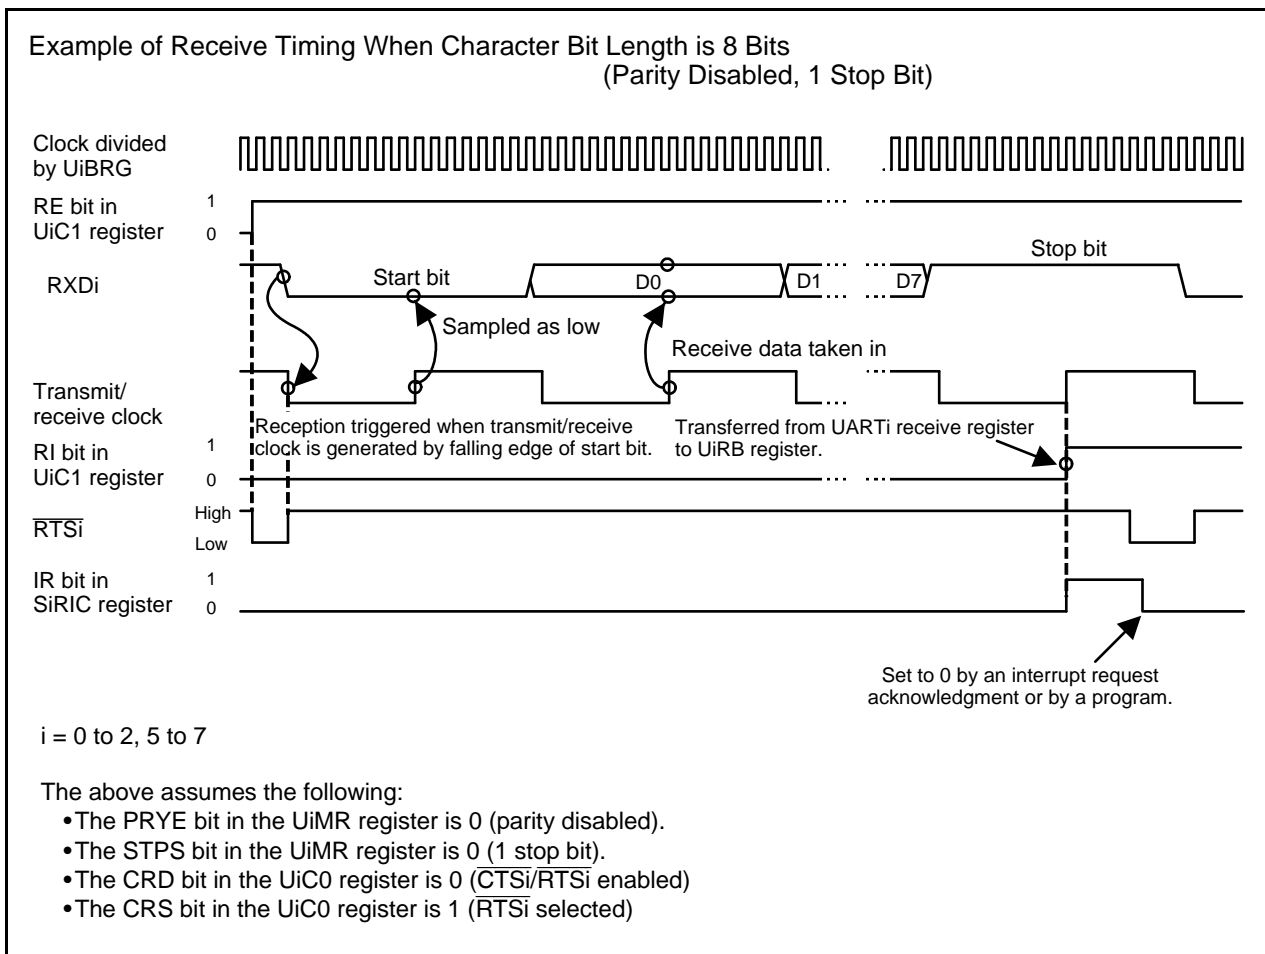 Example of Receive Timing When Character Bit Length is 8 Bits
(Parity Disabled, 1 Stop Bit)
Clock divided
by UiBRG
RE bit in
UiC1 register
1
0
RXDi
Start bit
D0
D1
D7
Stop bit
Sampled as low
Receive data taken in
Transmit/
receive clock
Reception triggered when transmit/receive
clock is generated by falling edge of start bit.
Transferred from UARTi receive register
to UiRB register.
RI bit in
UiC1 register
1
0
RTSi
High
Low
IR bit in
SiRIC register
1
0
Set to 0 by an interrupt request
acknowledgment or by a program.
i = 0 to 2, 5 to 7
The above assumes the following:
•The PRYE bit in the UiMR register is 0 (parity disabled).
•The STPS bit in the UiMR register is 0 (1 stop bit).
•The CRD bit in the UiC0 register is 0 (CTSi/RTSi enabled)
•The CRS bit in the UiC0 register is 1 (RTSi selected)